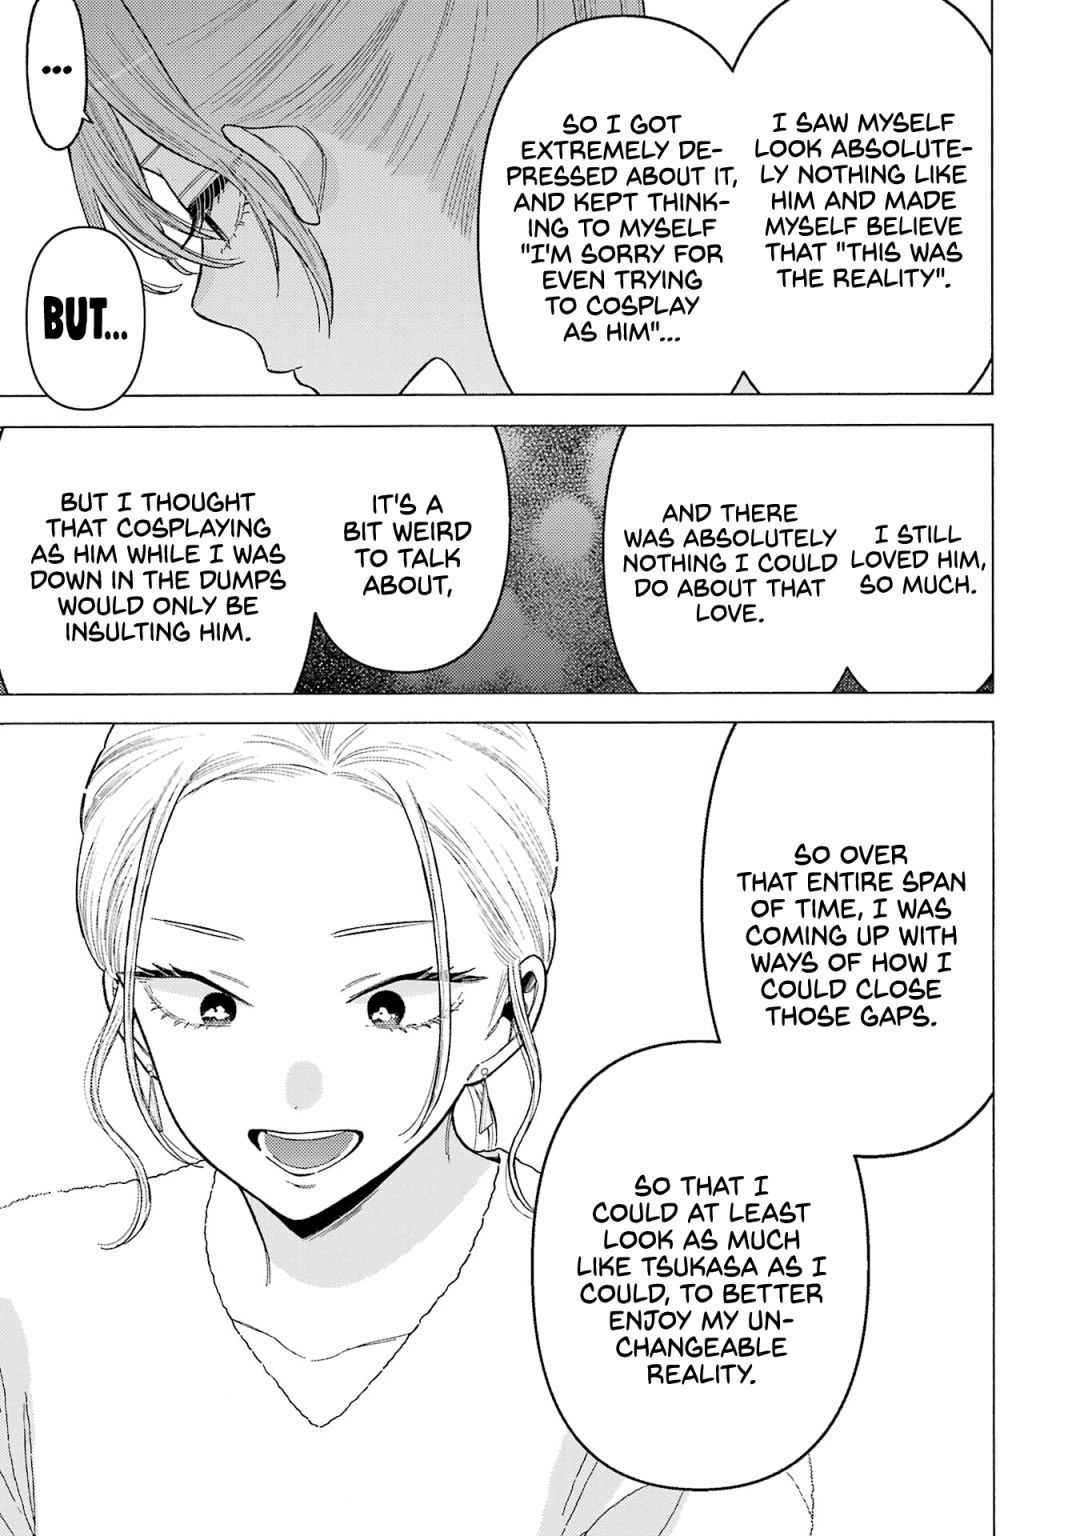 I SAW MYSELF
LOOK ABSOLUTE-
LY NOTHING LIKE
HIM AND MADE
MYSELF BELIEVE
THAT "THIS WAS
THE REALITY".
SO I GOT
EXTREMELY DE-
PRESSED ABOUT IT,
AND KEPT THINK-
ING TO MYSELF
"I'M SORRY FOR
EVEN TRYING
TO COSPLAY
AS HIM"...
...
BUT...
I STILL
LOVED HIM,
SO MUCH.
AND THERE
WAS ABSOLUTELY
NOTHING I COULD
DO ABOUT THAT
LOVE.
IT'S A
BIT WEIRD
TO TALK
ABOUT,
BUT I THOUGHT
THAT COSPLAYING
AS HIM WHILE I WAS
DOWN IN THE DUMPS
WOULD ONLY BE
INSULTING HIM.
SO OVER
THAT ENTIRE SPAN
OF TIME, I WAS
COMING UP WITH
WAYS OF HOW I
COULD CLOSE
THOSE GAPS.
SO THAT I
COULD AT LEAST
LOOK AS MUCH
LIKE TSUKASA AS I
COULD, TO BETTER
ENJOY MY UN-
CHANGEABLE
REALITY.